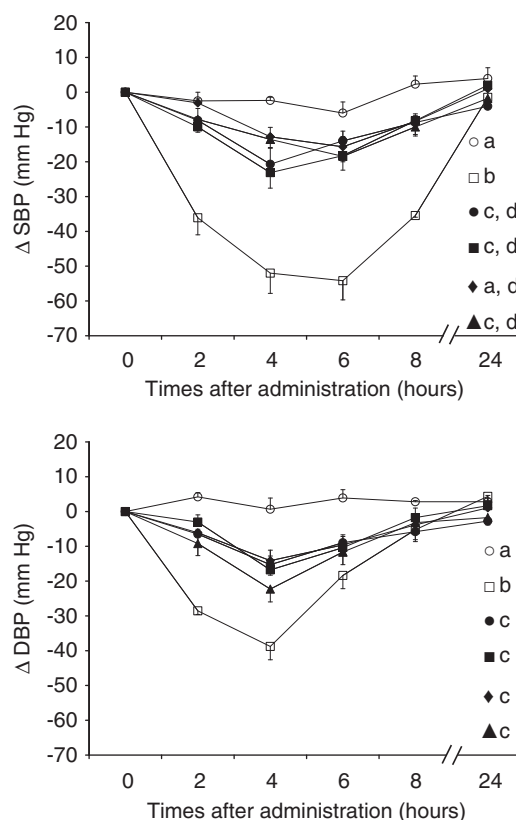 20
10
0
-10
-20
-30
-40
-50
-60
-70
Δ SBP (mm Hg)
a
b
c, d
c, d
a, d
c, d
0 2 4 6 8 24
Times after administration (hours)
20
10
0
-10
-20
-30
-40
-50
-60
-70
Δ DBP (mm Hg)
a
b
c
c
c
c
0 2 4 6 8 24
Times after administration (hours)